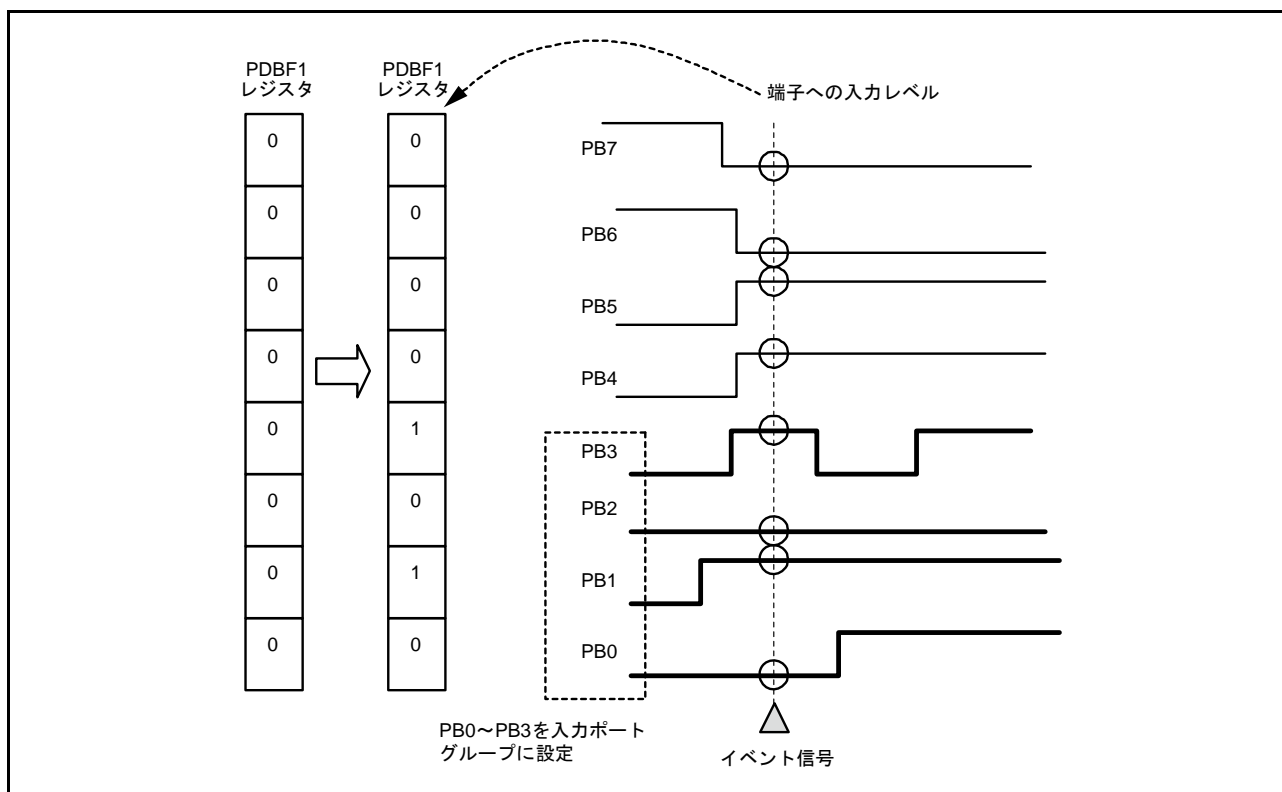 PDBF1
レジスタ
PDBF1
レジスタ
端子への入力レベル
0
0
0
0
0
0
0
0
0
0
0
0
1
0
1
0
PB7
PB6
PB5
PB4
PB3
PB2
PB1
PB0
PB0～PB3を入力ポート
グループに設定
イベント信号